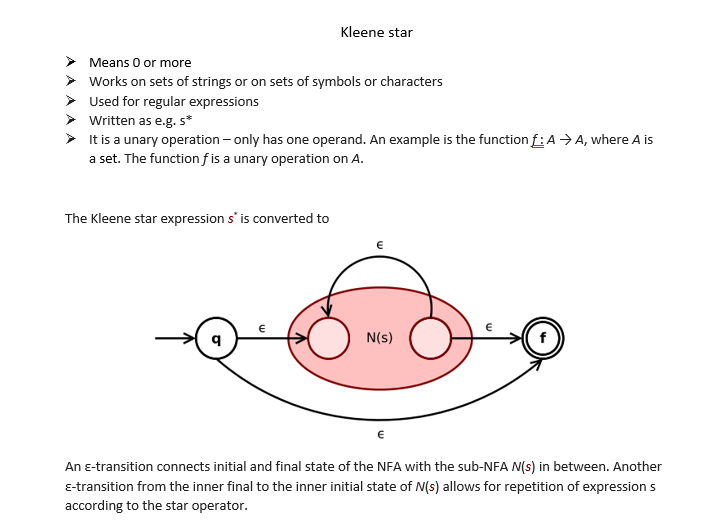 Kleene star
➢ Means 0 or more
➢ Works on sets of strings or on sets of symbols or characters
➢ Used for regular expressions
➢ Written as e.g. s*
➢ It is a unary operation – only has one operand. An example is the function f : A → A, where A is
a set. The function f is a unary operation on A.
The Kleene star expression s* is converted to
ϵ
q
ϵ
N(s)
ϵ
f
ϵ
An ε-transition connects initial and final state of the NFA with the sub-NFA N(s) in between. Another
ε-transition from the inner final to the inner initial state of N(s) allows for repetition of expression s
according to the star operator.